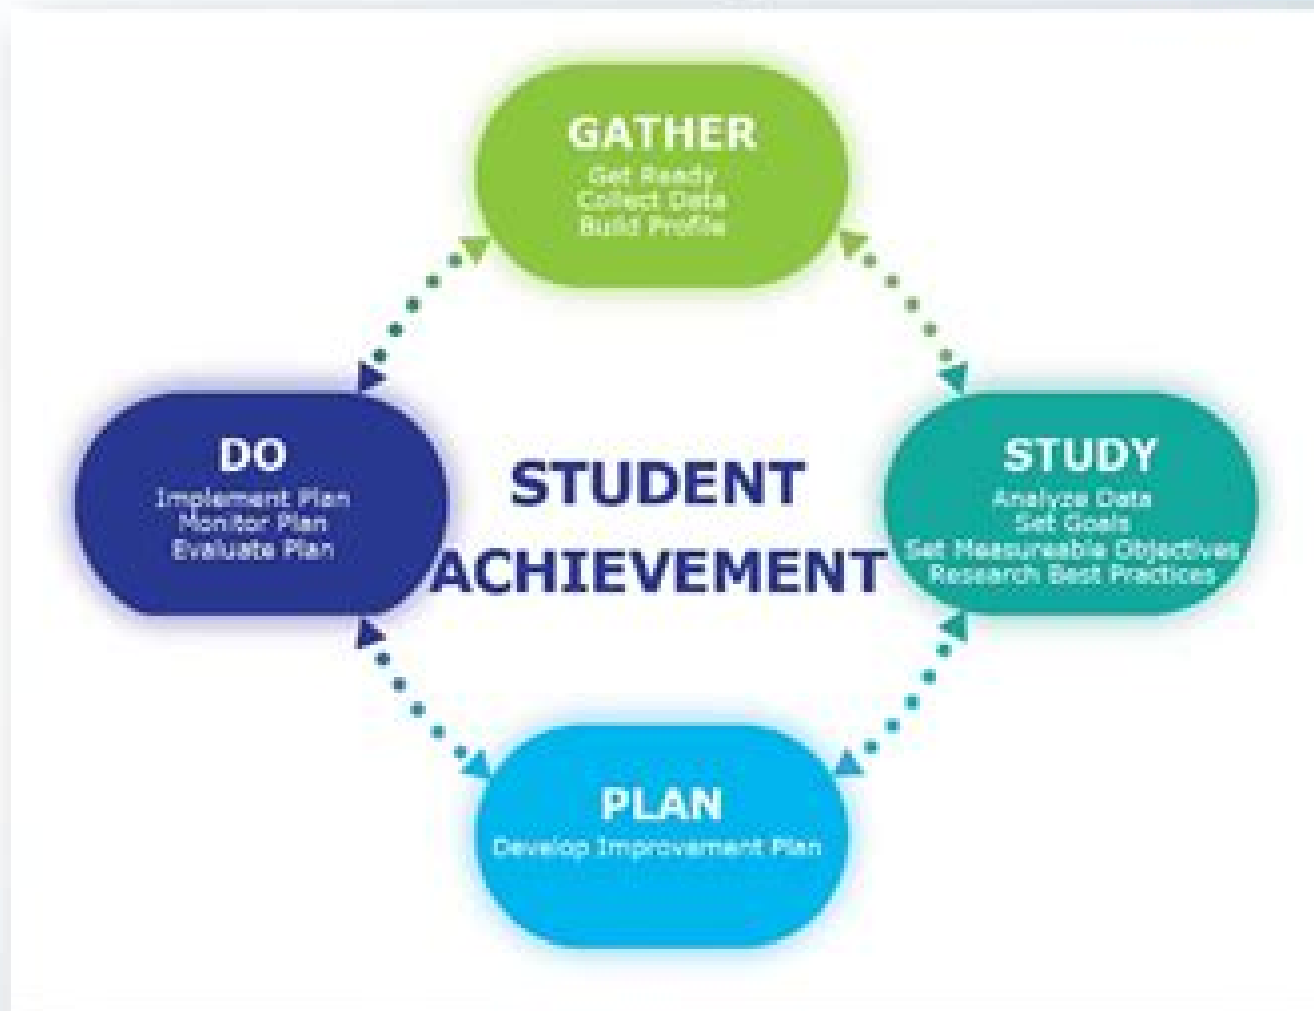 GATHER
Get Ready
Collect Data
Build Profile
DO
Implement Plan
Monitor Plan
Evaluate Plan
STUDENT
ACHIEVEMENT
STUDY
Analyze Data
Set Goals
Set Measureable Objectives
Research Best Practices
PLAN
Develop Improvement Plan